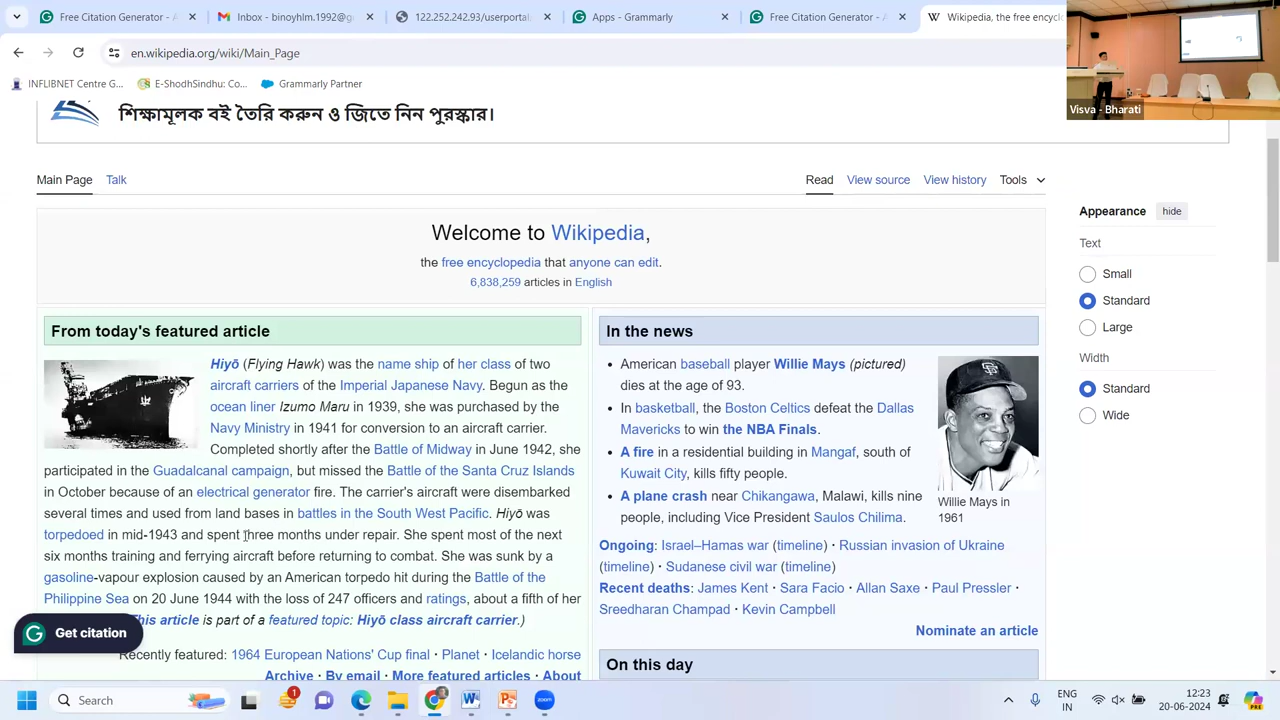 Free Citation Generator - A
Inbox - binoyhim.1992@g
122.252.242.93/userportal
Apps - Grammarly
Free Citation Generator - A
Wikipedia, the free encyclo
en.wikipedia.org/wiki/Main_Page
INFLIBNET Centre G...
E-ShodhSindhu: Co...
Grammarly Partner
Visva - Bharati
শিক্ষামূলক বই তৈরি করুন ও জিতে নিন পুরস্কার।
Main Page Talk
Read View source View history Tools
Appearance hide
Text
Small
Standard
Large
Width
Standard
Wide
Welcome to Wikipedia,
the free encyclopedia that anyone can edit.
6,838,259 articles in English
From today's featured article
Hiyō (Flying Hawk) was the name ship of her class of two
aircraft carriers of the Imperial Japanese Navy. Begun as the
ocean liner Izumo Maru in 1939, she was purchased by the
Navy Ministry in 1941 for conversion to an aircraft carrier.
Completed shortly after the Battle of Midway in June 1942, she
participated in the Guadalcanal campaign, but missed the Battle of the Santa Cruz Islands
in October because of an electrical generator fire. The carrier's aircraft were disembarked
several times and used from land bases in battles in the South West Pacific. Hiyō was
torpedoed in mid-1943 and spent three months under repair. She spent most of the next
six months training and ferrying aircraft before returning to combat. She was sunk by a
gasoline-vapour explosion caused by an American torpedo hit during the Battle of the
Philippine Sea on 20 June 1944 with the loss of 247 officers and ratings, about a fifth of her
This article is part of a featured topic: Hiyō class aircraft carrier.)
Get citation
Recently featured: 1964 European Nations' Cup final · Planet · Icelandic horse
Archive · By email · More featured articles · About
In the news
American baseball player Willie Mays (pictured)
dies at the age of 93.
In basketball, the Boston Celtics defeat the Dallas
Mavericks to win the NBA Finals.
A fire in a residential building in Mangaf, south of
Kuwait City, kills fifty people.
A plane crash near Chikangawa, Malawi, kills nine
people, including Vice President Saulos Chilima.
Willie Mays in
1961
Ongoing: Israel–Hamas war (timeline) · Russian invasion of Ukraine
(timeline) · Sudanese civil war (timeline)
Recent deaths: James Kent · Sara Facio · Allan Saxe · Paul Pressler ·
Sreedharan Champad · Kevin Campbell
Nominate an article
On this day
Search
ENG
IN
12:23
20-06-2024